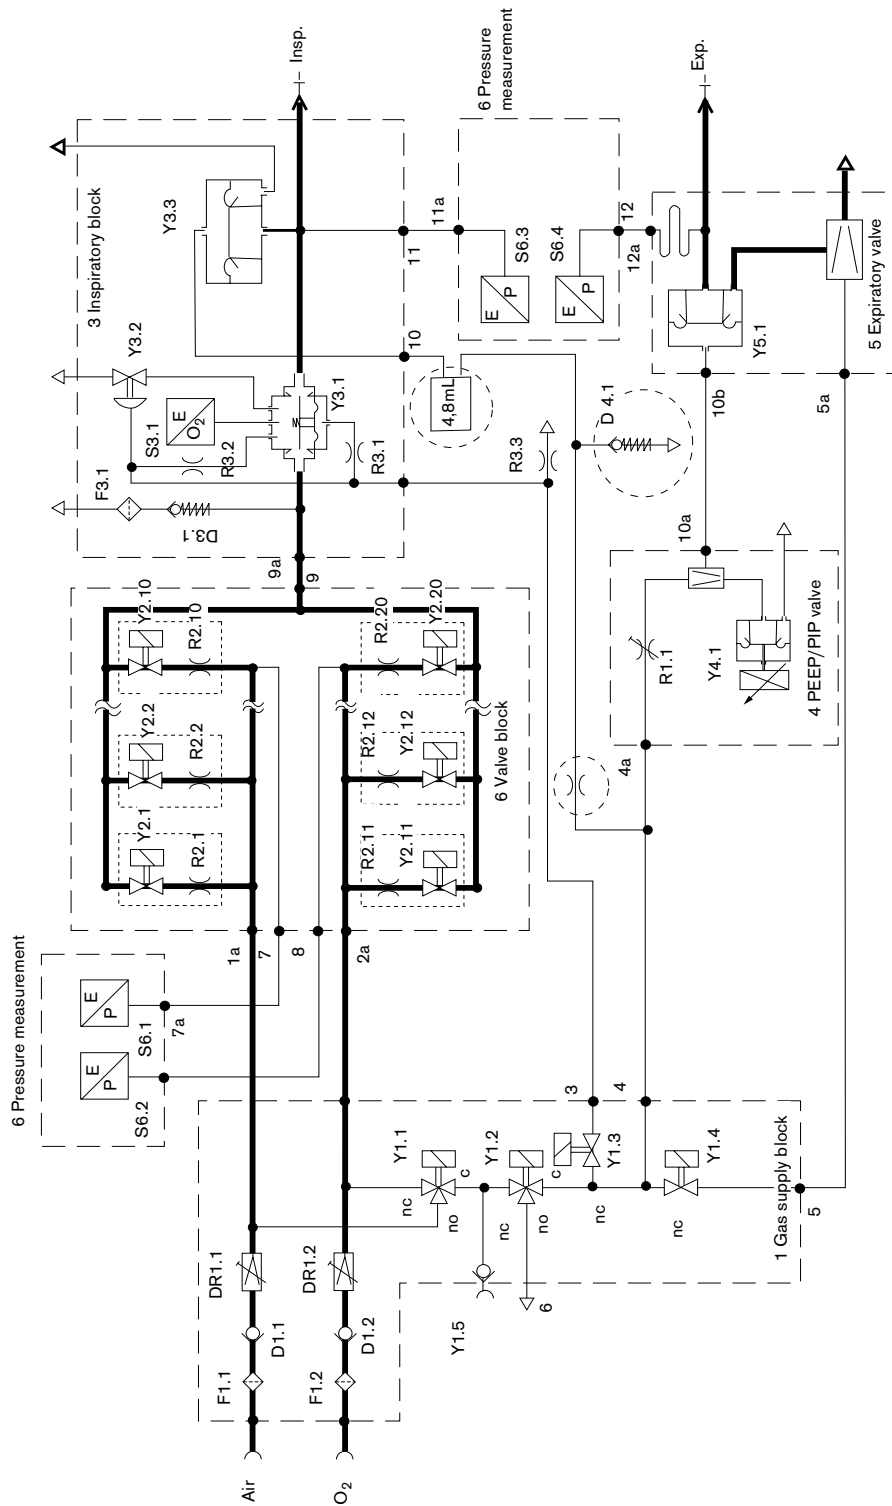 Air
O2
F1.1
F1.2
D1.1
D1.2
DR1.1
DR1.2
Y1.5
6
Y1.1
nc
no
c
Y1.2
nc
no
c
Y1.3
nc
Y1.4
nc
1 Gas supply block
3
4
5
6 Pressure measurement
S6.2
S6.1
E
P
E
P
7a
1a
7
8
2a
Y2.1
R2.1
Y2.2
R2.2
Y2.10
R2.10
R2.11
Y2.11
R2.12
Y2.12
R2.20
Y2.20
6 Valve block
9
9a
D3.1
F3.1
S3.1
R3.2
E
O2
Y3.2
Y3.1
R3.1
Y3.3
3 Inspiratory block
Insp.
10
11
11a
4,8mL
R3.3
D 4.1
6 Pressure
measurement
S6.3
E
P
S6.4
E
P
12
12a
4a
R1.1
Y4.1
4 PEEP/PIP valve
10a
10b
5a
Y5.1
5 Expiratory valve
Exp.